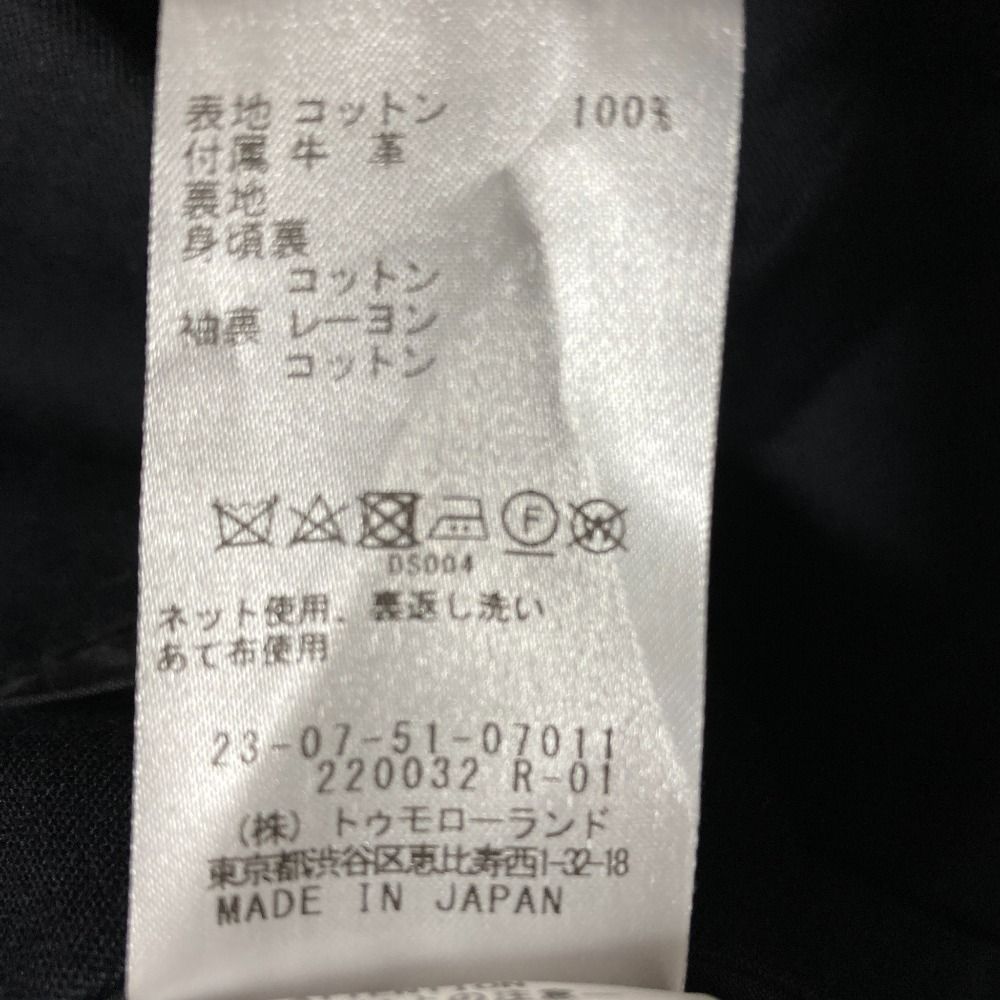 表地 コットン 100%
付属 牛 革
裏地
身頃裏
コットン
袖裏 レーヨン
コットン
F W
DS004
ネット使用、裏返し洗い
あて布使用
23-07-51-07011
220032 R-01
(株) トゥモローランド
東京都渋谷区恵比寿西1-32-18
MADE IN JAPAN